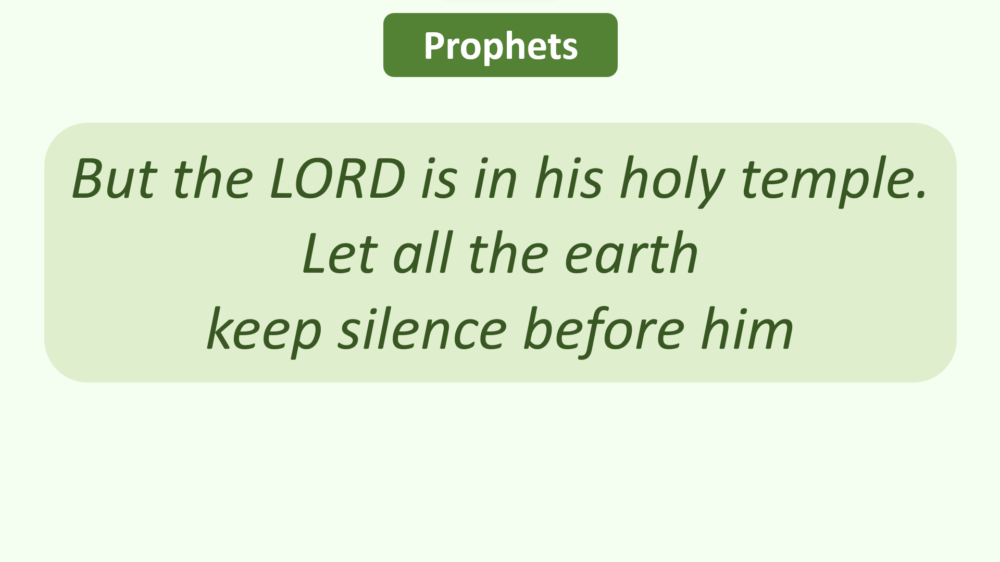 Prophets
But the LORD is in his holy temple.
Let all the earth
keep silence before him